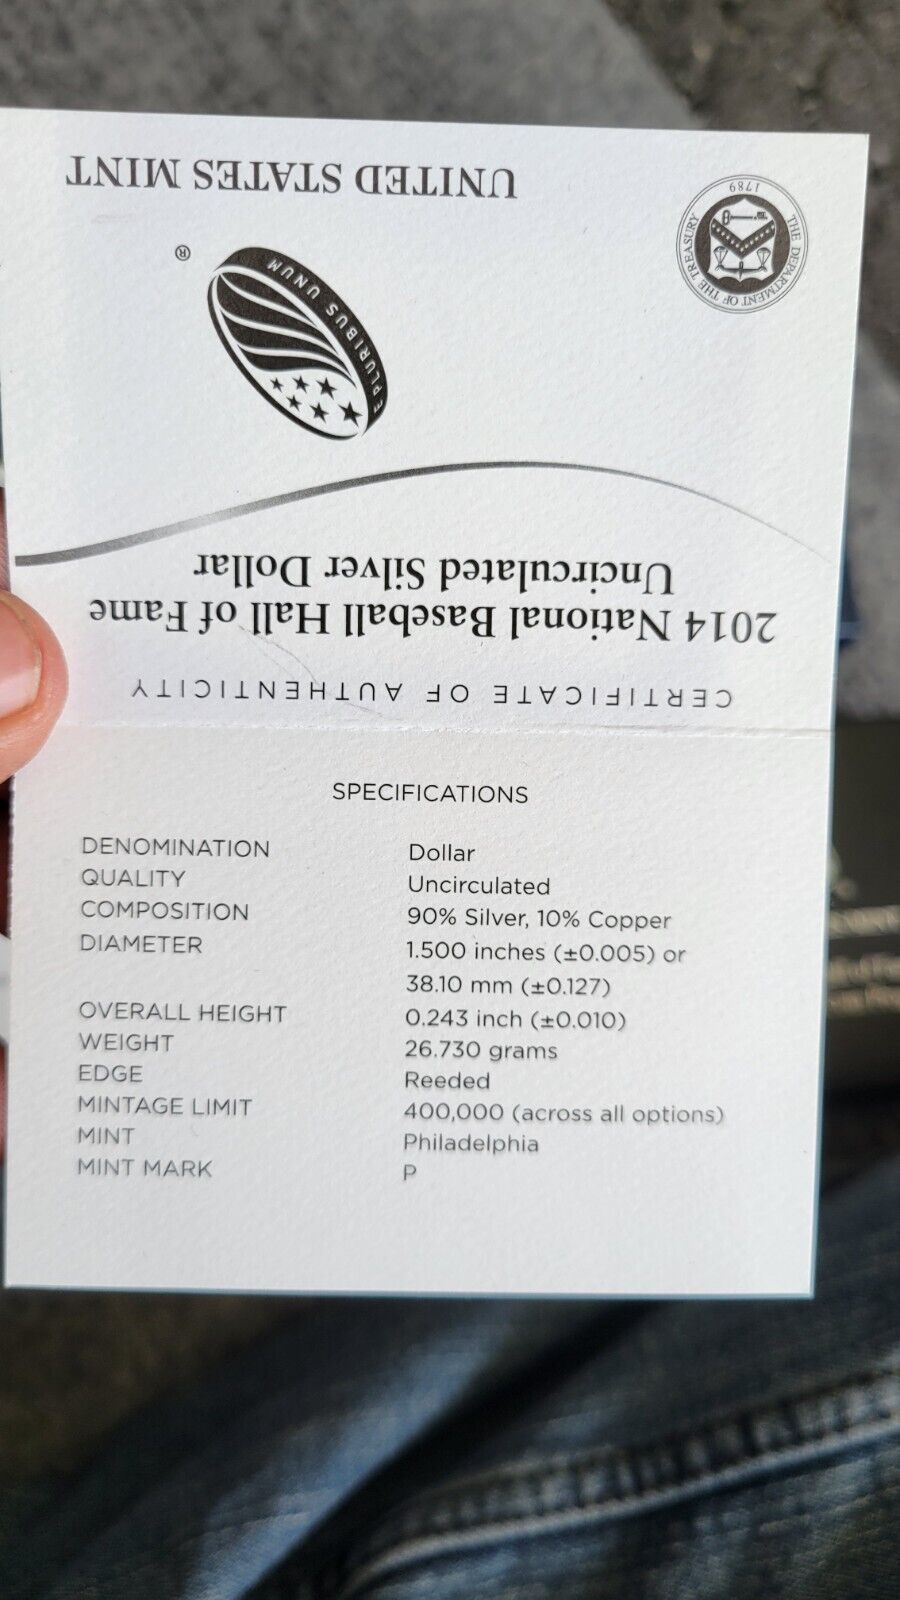 UNITED STATES MINT
THE DEPARTMENT OF THE TREASURY
1789
E PLURIBUS UNUM
®
2014 National Baseball Hall of Fame
Uncirculated Silver Dollar
CERTIFICATE OF AUTHENTICITY
SPECIFICATIONS
DENOMINATION Dollar
QUALITY Uncirculated
COMPOSITION 90% Silver, 10% Copper
DIAMETER 1.500 inches (±0.005) or
38.10 mm (±0.127)
OVERALL HEIGHT 0.243 inch (±0.010)
WEIGHT 26.730 grams
EDGE Reeded
MINTAGE LIMIT 400,000 (across all options)
MINT Philadelphia
MINT MARK P